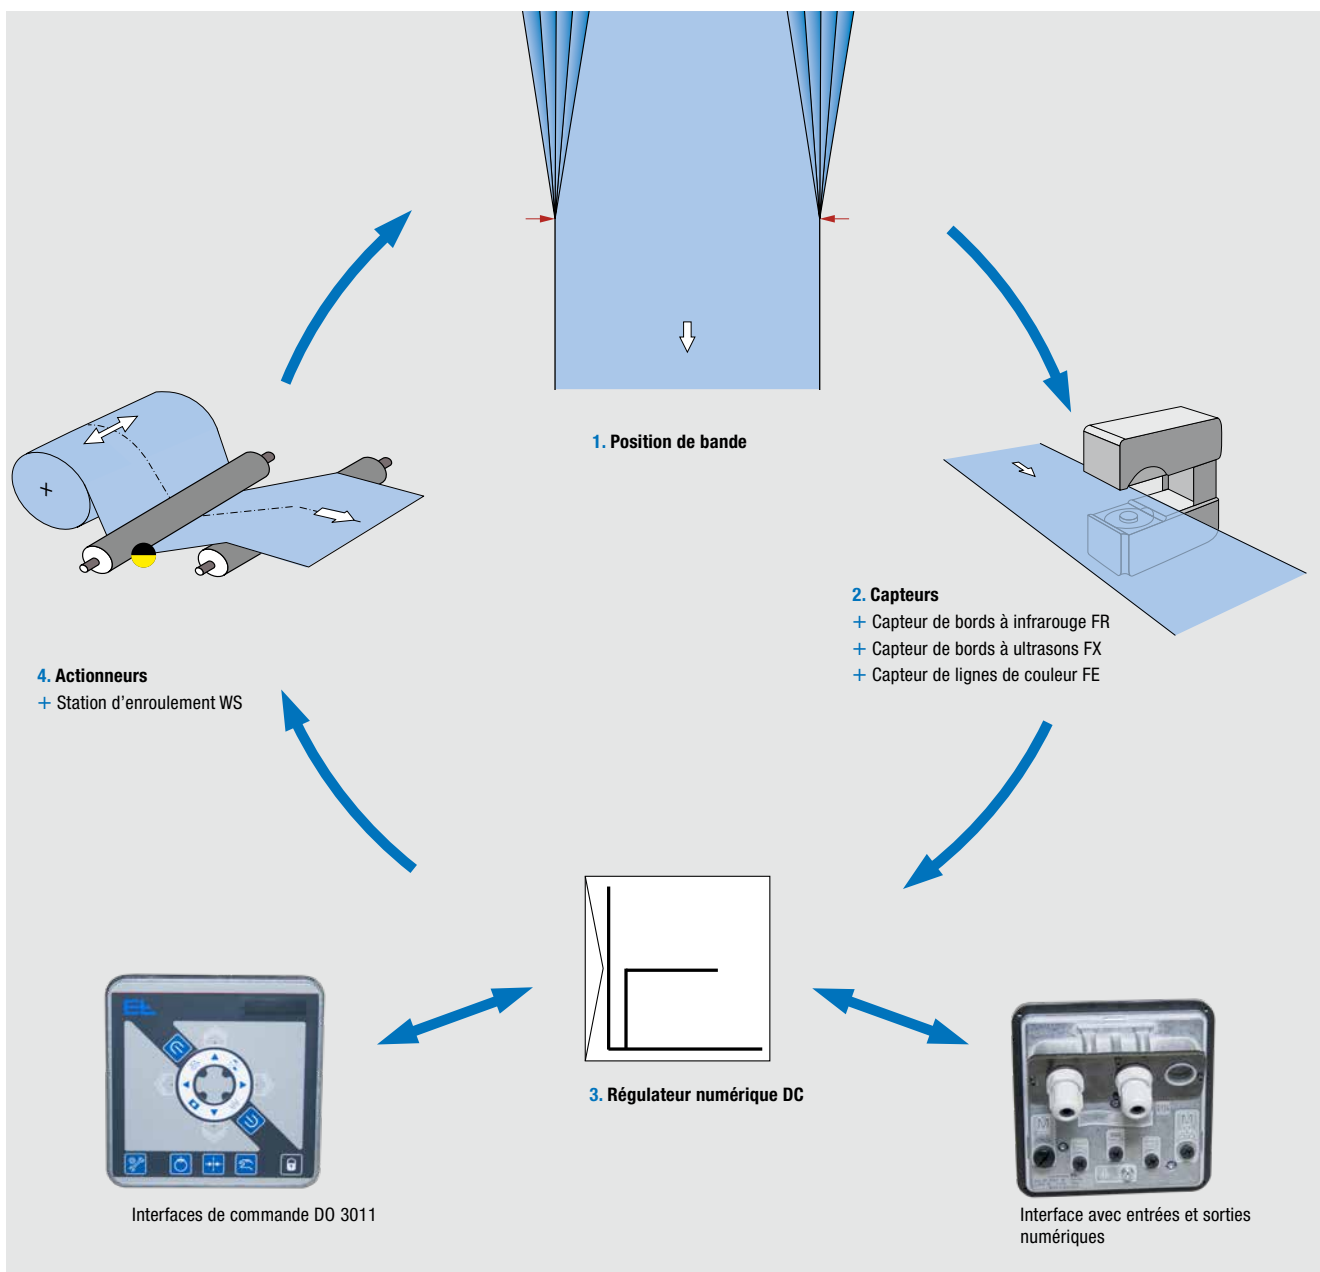 1. Position de bande
2. Capteurs
+ Capteur de bords à infrarouge FR
+ Capteur de bords à ultrasons FX
+ Capteur de lignes de couleur FE
4. Actionneurs
+ Station d'enroulement WS
3. Régulateur numérique DC
Interfaces de commande DO 3011
Interface avec entrées et sorties
numériques